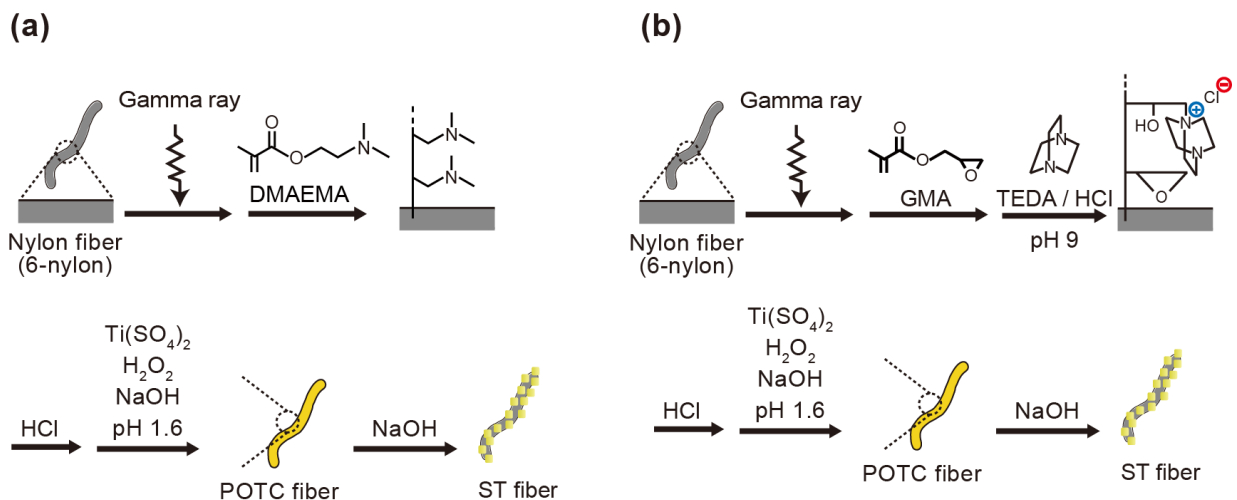 (a)
Gamma ray
O
O
N
DMAEMA
N
N
Nylon fiber
(6-nylon)
HCl
Ti(SO₄)₂
H₂O₂
NaOH
pH 1.6
POTC fiber
NaOH
ST fiber
(b)
Gamma ray
O
O
O
GMA
N
N
TEDA / HCl
pH 9
HO
N
+
Cl
−
N
O
Nylon fiber
(6-nylon)
HCl
Ti(SO₄)₂
H₂O₂
NaOH
pH 1.6
POTC fiber
NaOH
ST fiber